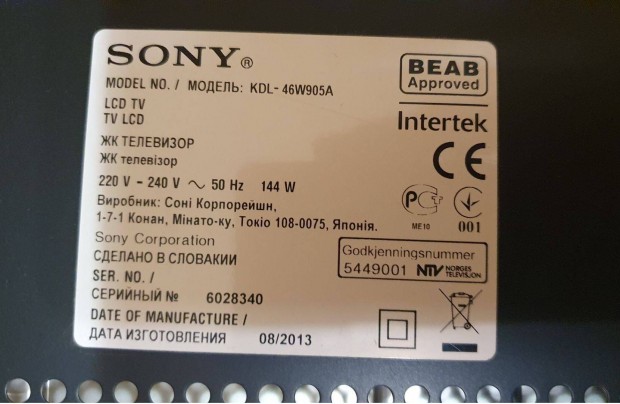 SONY®
MODEL NO. / МОДЕЛЬ: KDL- 46W905A
LCD TV
TV LCD
ЖК ТЕЛЕВИЗОР
ЖК телевізор
220 V - 240 V ~ 50 Hz 144 W
Виробник: Соні Корпорейшн,
1-7-1 Конан, Мінато-ку, Токіо 108-0075, Японія.
Sony Corporation
СДЕЛАНО В СЛОВАКИИ
SER. NO. /
СЕРИЙНЫЙ № 6028340
DATE OF MANUFACTURE /
ДАТА ИЗГОТОВЛЕНИЯ 08/2013
BEAB
Approved
Intertek
CE
РСТ
ME10
001
Godkjenningsnummer
5449001 NTV NORGES
TELEVISJON